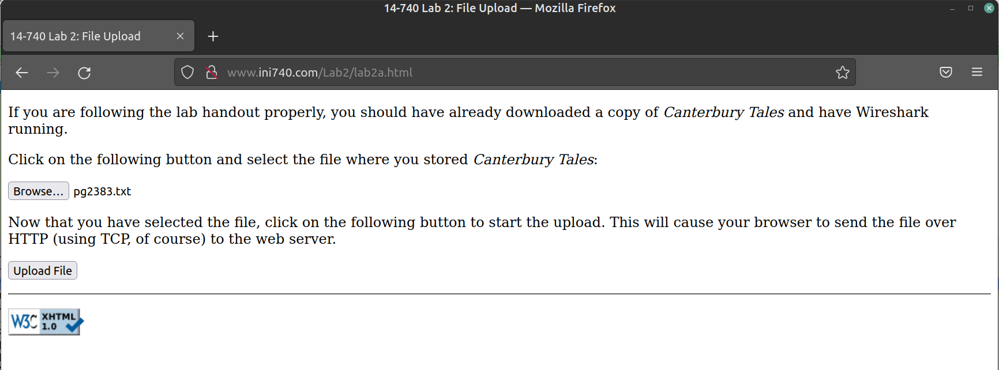 14-740 Lab 2: File Upload — Mozilla Firefox
14-740 Lab 2: File Upload
www.ini740.com/Lab2/lab2a.html
If you are following the lab handout properly, you should have already downloaded a copy of Canterbury Tales and have Wireshark
running.
Click on the following button and select the file where you stored Canterbury Tales:
Browse... pg2383.txt
Now that you have selected the file, click on the following button to start the upload. This will cause your browser to send the file over
HTTP (using TCP, of course) to the web server.
Upload File
W3C XHTML
1.0